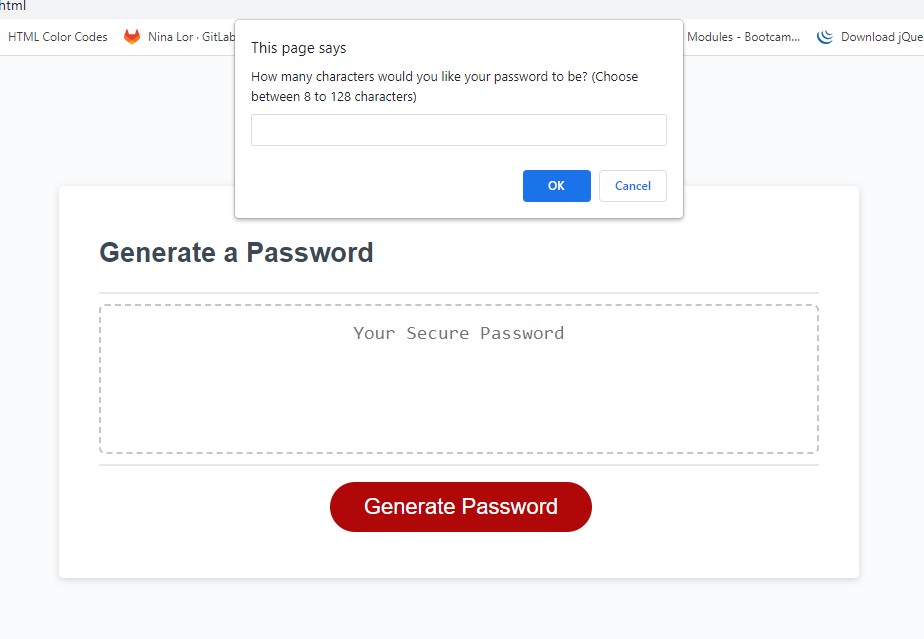 html
HTML Color Codes
Nina Lor · GitLab
Modules - Bootcam...
Download jQue
This page says
How many characters would you like your password to be? (Choose
between 8 to 128 characters)
OK
Cancel
Generate a Password
Your Secure Password
Generate Password